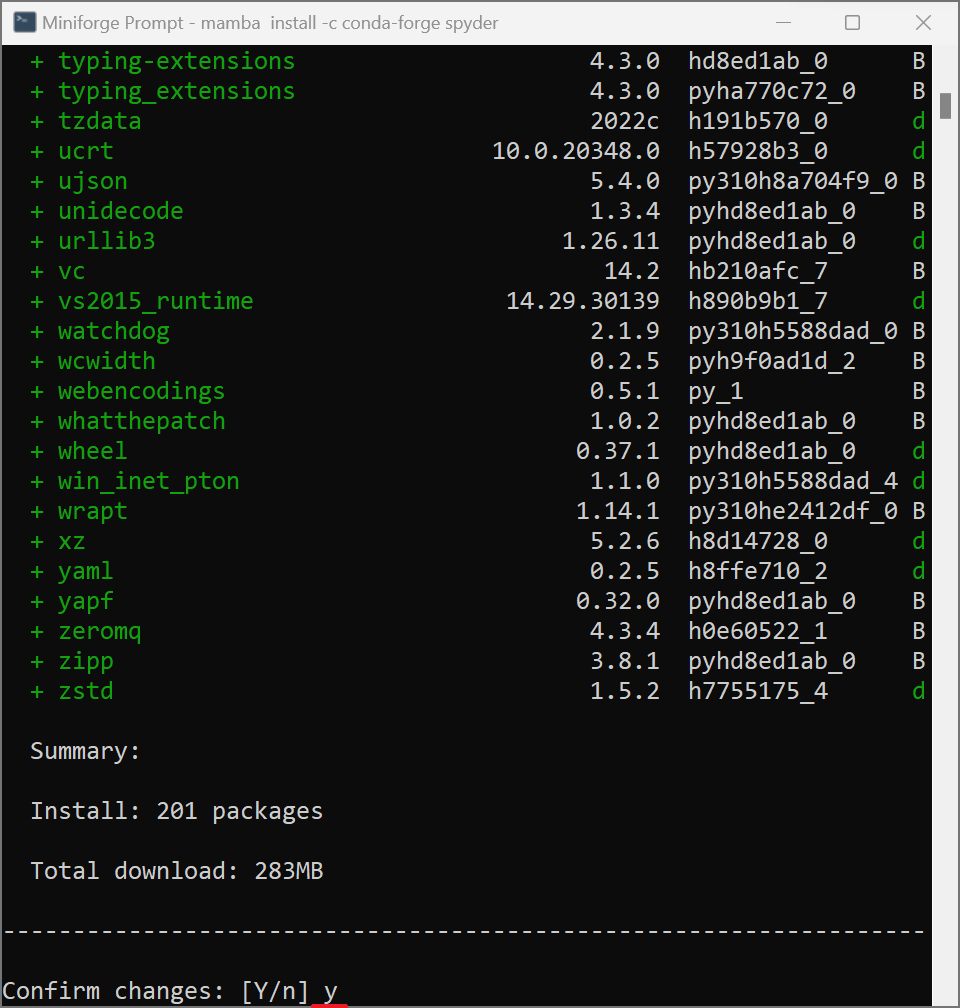 Miniforge Prompt - mamba  install -c conda-forge spyder
+ typing-extensions 4.3.0 hd8ed1ab_0 B
+ typing_extensions 4.3.0 pyha770c72_0 B
+ tzdata 2022c h191b570_0 d
+ ucrt 10.0.20348.0 h57928b3_0 d
+ ujson 5.4.0 py310h8a704f9_0 B
+ unidecode 1.3.4 pyhd8ed1ab_0 B
+ urllib3 1.26.11 pyhd8ed1ab_0 d
+ vc 14.2 hb210afc_7 B
+ vs2015_runtime 14.29.30139 h890b9b1_7 d
+ watchdog 2.1.9 py310h5588dad_0 B
+ wcwidth 0.2.5 pyh9f0ad1d_2 B
+ webencodings 0.5.1 py_1 B
+ whatthepatch 1.0.2 pyhd8ed1ab_0 B
+ wheel 0.37.1 pyhd8ed1ab_0 d
+ win_inet_pton 1.1.0 py310h5588dad_4 d
+ wrapt 1.14.1 py310he2412df_0 B
+ xz 5.2.6 h8d14728_0 d
+ yaml 0.2.5 h8ffe710_2 d
+ yapf 0.32.0 pyhd8ed1ab_0 B
+ zeromq 4.3.4 h0e60522_1 B
+ zipp 3.8.1 pyhd8ed1ab_0 B
+ zstd 1.5.2 h7755175_4 d
Summary:
Install: 201 packages
Total download: 283MB
------------------------------------------------------------------
Confirm changes: [Y/n] y